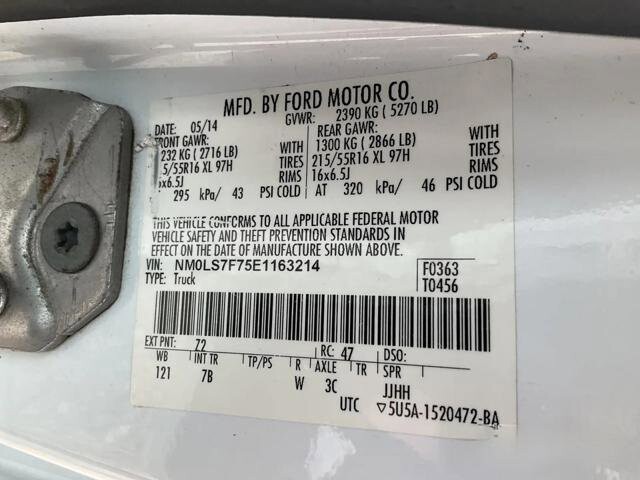 MFD. BY FORD MOTOR CO.
DATE: 05/14 GVWR: 2390 KG ( 5270 LB)
FRONT GAWR: REAR GAWR:
232 KG ( 2716 LB) 1300 KG ( 2866 LB)
5/55R16 XL 97H TIRES 215/55R16 XL 97H TIRES
x6.5J RIMS 16x6.5J RIMS
295 kPa/ 43 PSI COLD AT 320 kPa/ 46 PSI COLD
THIS VEHICLE CONFORMS TO ALL APPLICABLE FEDERAL MOTOR
VEHICLE SAFETY AND THEFT PREVENTION STANDARDS IN
EFFECT ON THE DATE OF MANUFACTURE SHOWN ABOVE.
VIN: NM0LS7F75E1163214 F0363
TYPE: Truck T0456
EXT PNT: Z2 RC: 47 DSO:
WB INT TR TP/PS R AXLE TR SPR
121 7B W 3C JJHH
UTC ▽5U5A-1520472-BA